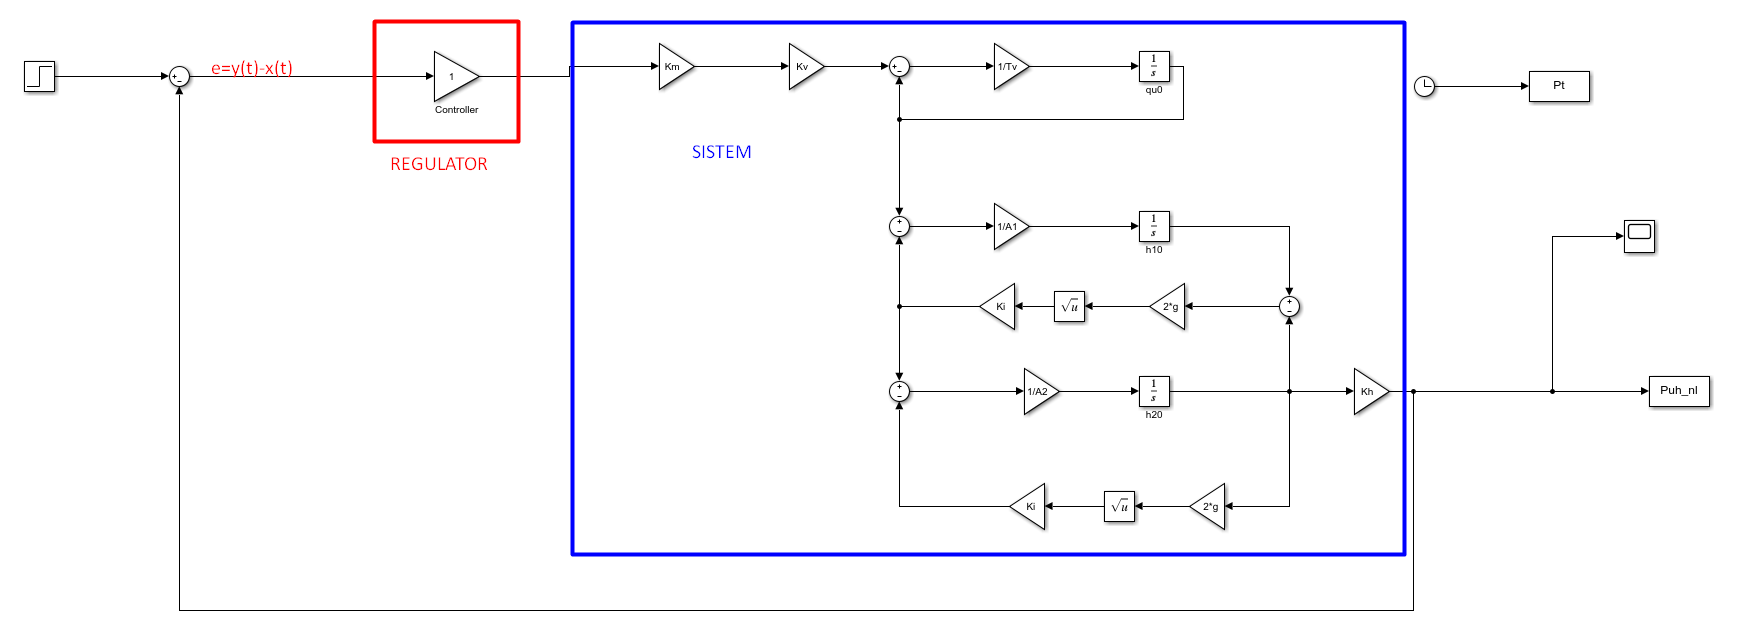 e=y(t)-x(t)
1
Controller
REGULATOR
Km
Kv
1/Tv
1
s
qu0
SISTEM
Pt
1/A1
1
s
h10
Ki
√u
2*g
1/A2
1
s
h20
Kh
Puh_nl
Ki
√u
2*g